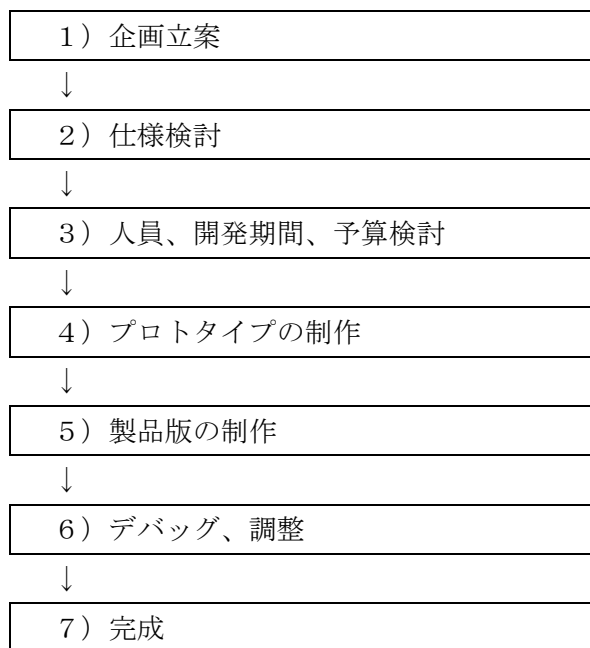 １）企画立案
↓
２）仕様検討
↓
３）人員、開発期間、予算検討
↓
４）プロトタイプの制作
↓
５）製品版の制作
↓
６）デバッグ、調整
↓
７）完成